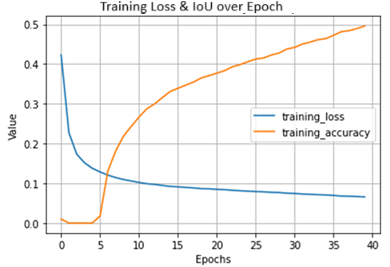 Training Loss & IoU over Epoch
Value
0.5
0.4
0.3
0.2
0.1
0.0
training_loss
training_accuracy
0 5 10 15 20 25 30 35 40
Epochs